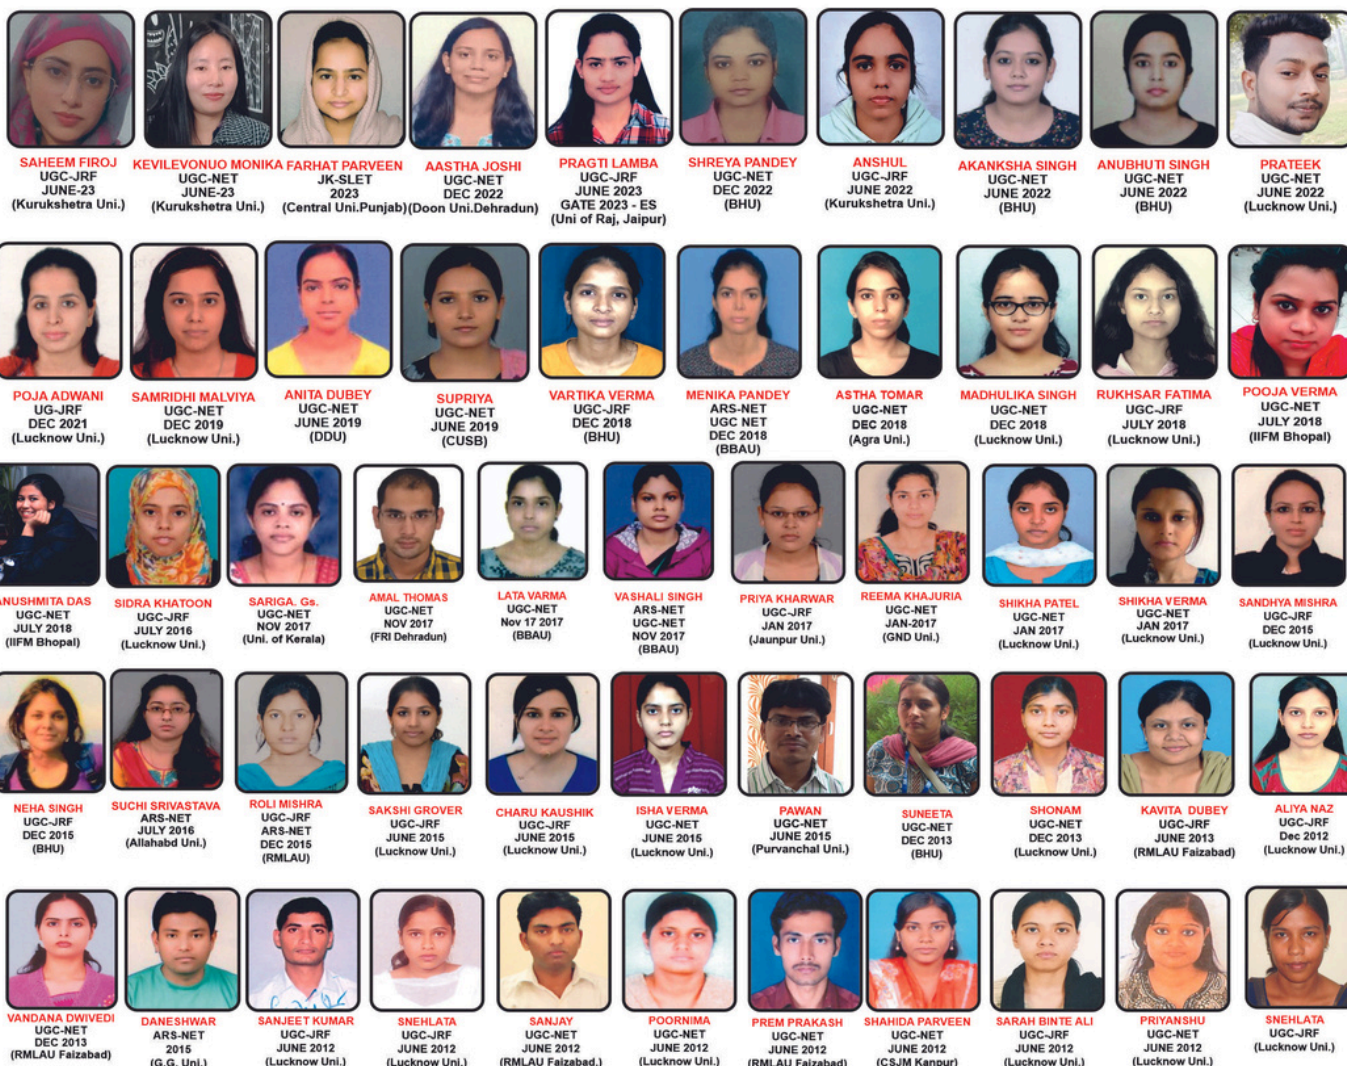 SAHEEM FIROJ
UGC-JRF
JUNE-23
(Kurukshetra Uni.)
KEVILEVONUO MONIKA
UGC-NET
JUNE-23
(Kurukshetra Uni.)
FARHAT PARVEEN
JK-SLET
2023
(Central Uni.Punjab)
AASTHA JOSHI
UGC-NET
DEC 2022
(Doon Uni.Dehradun)
PRAGTI LAMBA
UGC-JRF
JUNE 2023
GATE 2023 - ES
(Uni of Raj, Jaipur)
SHREYA PANDEY
UGC-NET
DEC 2022
(BHU)
ANSHUL
UGC-JRF
JUNE 2022
(Kurukshetra Uni.)
AKANKSHA SINGH
UGC-NET
JUNE 2022
(BHU)
ANUBHUTI SINGH
UGC-NET
JUNE 2022
(BHU)
PRATEEK
UGC-NET
JUNE 2022
(Lucknow Uni.)
POJA ADWANI
UG-JRF
DEC 2021
(Lucknow Uni.)
SAMRIDHI MALVIYA
UGC-NET
DEC 2019
(Lucknow Uni.)
ANITA DUBEY
UGC-NET
JUNE 2019
(DDU)
SUPRIYA
UGC-NET
JUNE 2019
(CUSB)
VARTIKA VERMA
UGC-JRF
DEC 2018
(BHU)
MENIKA PANDEY
ARS-NET
UGC NET
DEC 2018
(BBAU)
ASTHA TOMAR
UGC-NET
DEC 2018
(Agra Uni.)
MADHULIKA SINGH
UGC-NET
DEC 2018
(Lucknow Uni.)
RUKHSAR FATIMA
UGC-JRF
JULY 2018
(Lucknow Uni.)
POOJA VERMA
UGC-NET
JULY 2018
(IIFM Bhopal)
ANUSHMITA DAS
UGC-NET
JULY 2018
(IIFM Bhopal)
SIDRA KHATOON
UGC-JRF
JULY 2016
(Lucknow Uni.)
SARIGA. Gs.
UGC-NET
NOV 2017
(Uni. of Kerala)
AMAL THOMAS
UGC-NET
NOV 2017
(FRI Dehradun)
LATA VARMA
UGC-NET
Nov 17 2017
(BBAU)
VASHALI SINGH
ARS-NET
UGC-NET
NOV 2017
(BBAU)
PRIYA KHARWAR
UGC-JRF
JAN 2017
(Jaunpur Uni.)
REEMA KHAJURIA
UGC-NET
JAN-2017
(GND Uni.)
SHIKHA PATEL
UGC-NET
JAN 2017
(Lucknow Uni.)
SHIKHA VERMA
UGC-NET
JAN 2017
(Lucknow Uni.)
SANDHYA MISHRA
UGC-JRF
DEC 2015
(Lucknow Uni.)
NEHA SINGH
UGC-JRF
DEC 2015
(BHU)
SUCHI SRIVASTAVA
ARS-NET
JULY 2016
(Allahabd Uni.)
ROLI MISHRA
UGC-JRF
ARS-NET
DEC 2015
(RMLAU)
SAKSHI GROVER
UGC-JRF
JUNE 2015
(Lucknow Uni.)
CHARU KAUSHIK
UGC-JRF
JUNE 2015
(Lucknow Uni.)
ISHA VERMA
UGC-NET
JUNE 2015
(Lucknow Uni.)
PAWAN
UGC-NET
JUNE 2015
(Purvanchal Uni.)
SUNEETA
UGC-NET
DEC 2013
(BHU)
SHONAM
UGC-NET
DEC 2013
(Lucknow Uni.)
KAVITA DUBEY
UGC-JRF
JUNE 2013
(RMLAU Faizabad)
ALIYA NAZ
UGC-JRF
Dec 2012
(Lucknow Uni.)
VANDANA DWIVEDI
UGC-NET
DEC 2013
(RMLAU Faizabad)
DANESHWAR
ARS-NET
2015
(G.G. Uni.)
SANJEET KUMAR
UGC-JRF
JUNE 2012
(Lucknow Uni.)
SNEHLATA
UGC-JRF
JUNE 2012
(Lucknow Uni.)
SANJAY
UGC-NET
JUNE 2012
(RMLAU Faizabad.)
POORNIMA
UGC-NET
JUNE 2012
(Lucknow Uni.)
PREM PRAKASH
UGC-NET
JUNE 2012
(RMLAU Faizabad)
SHAHIDA PARVEEN
UGC-NET
JUNE 2012
(CSJM Kanpur)
SARAH BINTE ALI
UGC-JRF
JUNE 2012
(Lucknow Uni.)
PRIYANSHU
UGC-NET
JUNE 2012
(Lucknow Uni.)
SNEHLATA
UGC-JRF
(Lucknow Uni.)